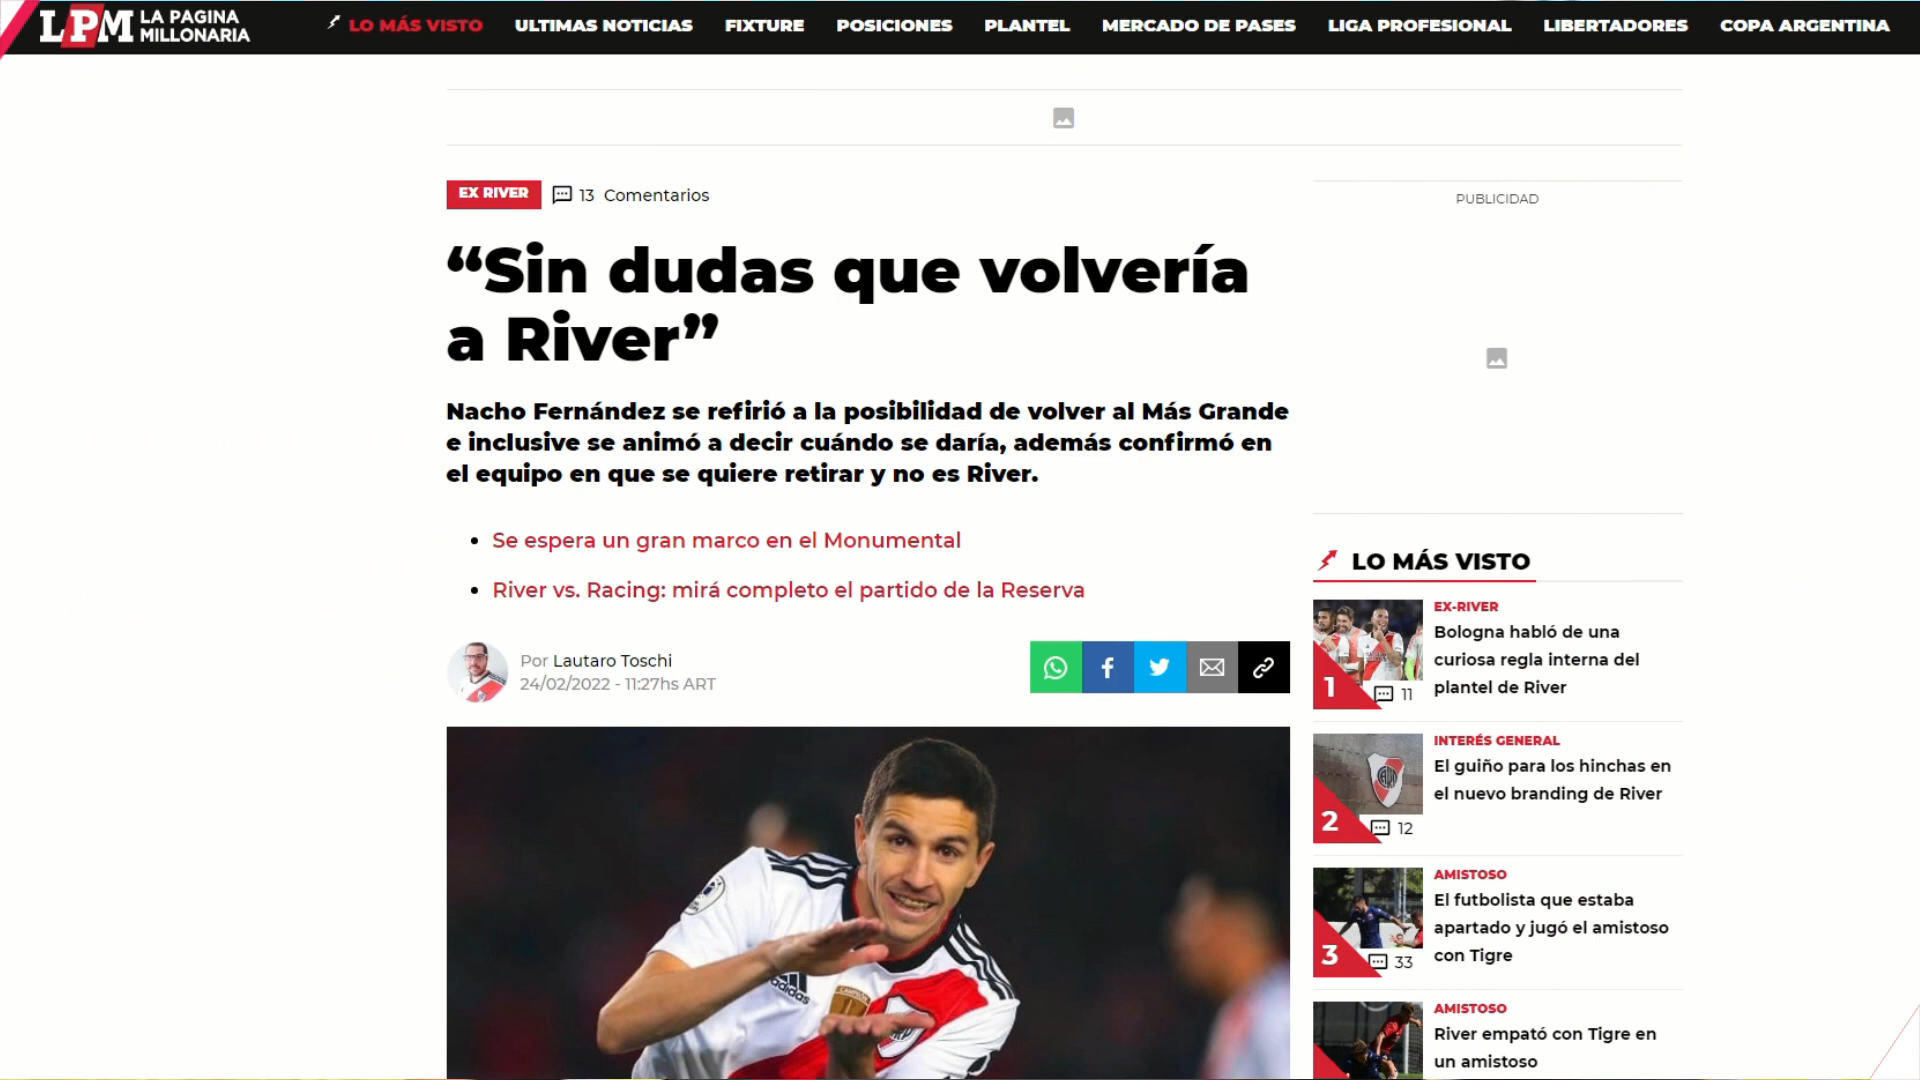 LPM LA PAGINA
MILLONARIA
LO MÁS VISTO ULTIMAS NOTICIAS FIXTURE POSICIONES PLANTEL MERCADO DE PASES LIGA PROFESIONAL LIBERTADORES COPA ARGENTINA
EX RIVER 13 Comentarios
“Sin dudas que volvería
a River”
Nacho Fernández se refirió a la posibilidad de volver al Más Grande
e inclusive se animó a decir cuándo se daría, además confirmó en
el equipo en que se quiere retirar y no es River.
Se espera un gran marco en el Monumental
River vs. Racing: mirá completo el partido de la Reserva
Por Lautaro Toschi
24/02/2022 - 11:27hs ART
adidas
PUBLICIDAD
LO MÁS VISTO
EX-RIVER
Bologna habló de una
curiosa regla interna del
plantel de River
1 11
INTERÉS GENERAL
El guiño para los hinchas en
el nuevo branding de River
2 12
AMISTOSO
El futbolista que estaba
apartado y jugó el amistoso
con Tigre
3 33
AMISTOSO
River empató con Tigre en
un amistoso